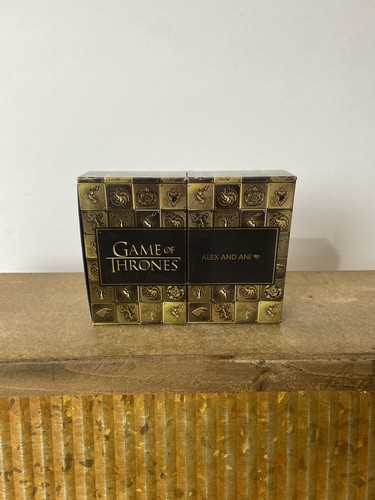 GAME OF
THRONES
ALEX AND ANI